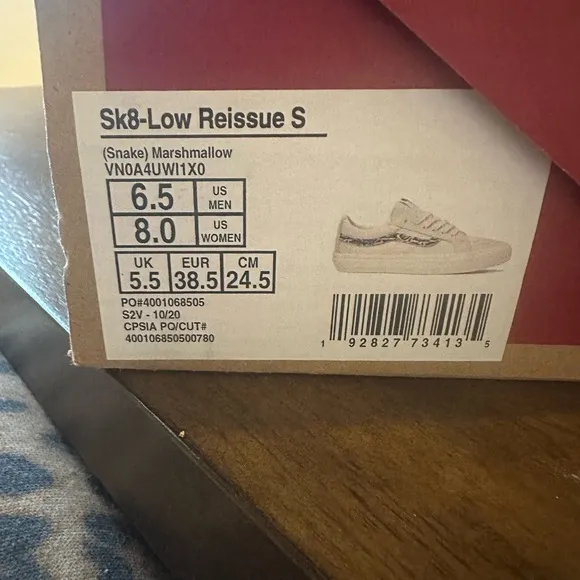 Sk8-Low Reissue S
(Snake) Marshmallow
VN0A4UWI1X0
6.5 US MEN
8.0 US WOMEN
UK EUR CM
5.5 38.5 24.5
PO#4001068505
S2V - 10/20
CPSIA PO/CUT#
400106850500780
1 92827 73413 5